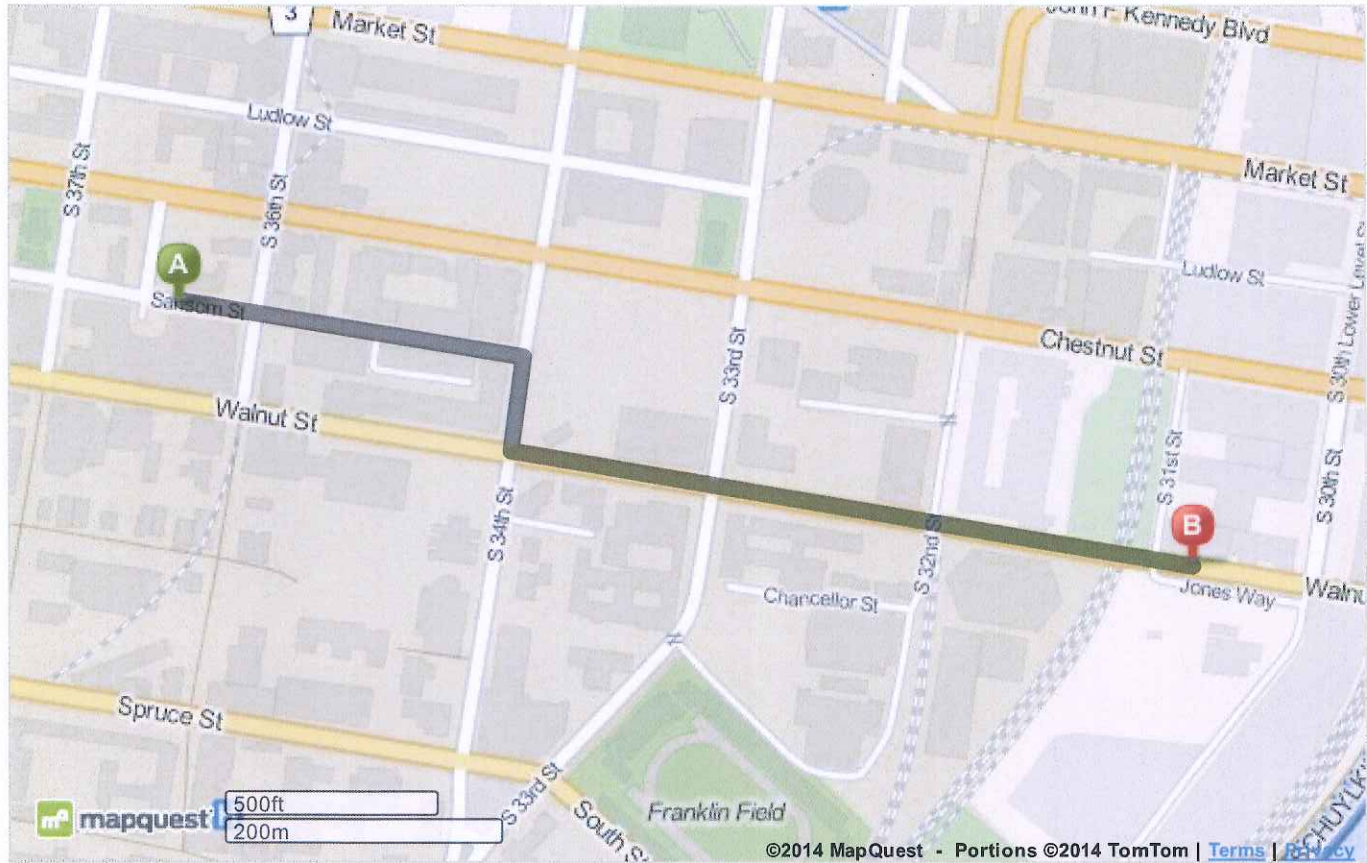 3
Market St
John F Kennedy Blvd
Ludlow St
Market St
S 37th St
S 36th St
A
Sansom St
Ludlow St
S 30th Lower Level
S 33rd St
Chestnut St
Walnut St
S 31st St
S 30th St
B
S 34th St
S 32nd St
Chancellor St
Jones Way
Walnu
Spruce St
S 33rd St
South St
Franklin Field
mapquest
500ft
200m
©2014 MapQuest - Portions ©2014 TomTom | Terms | Privacy